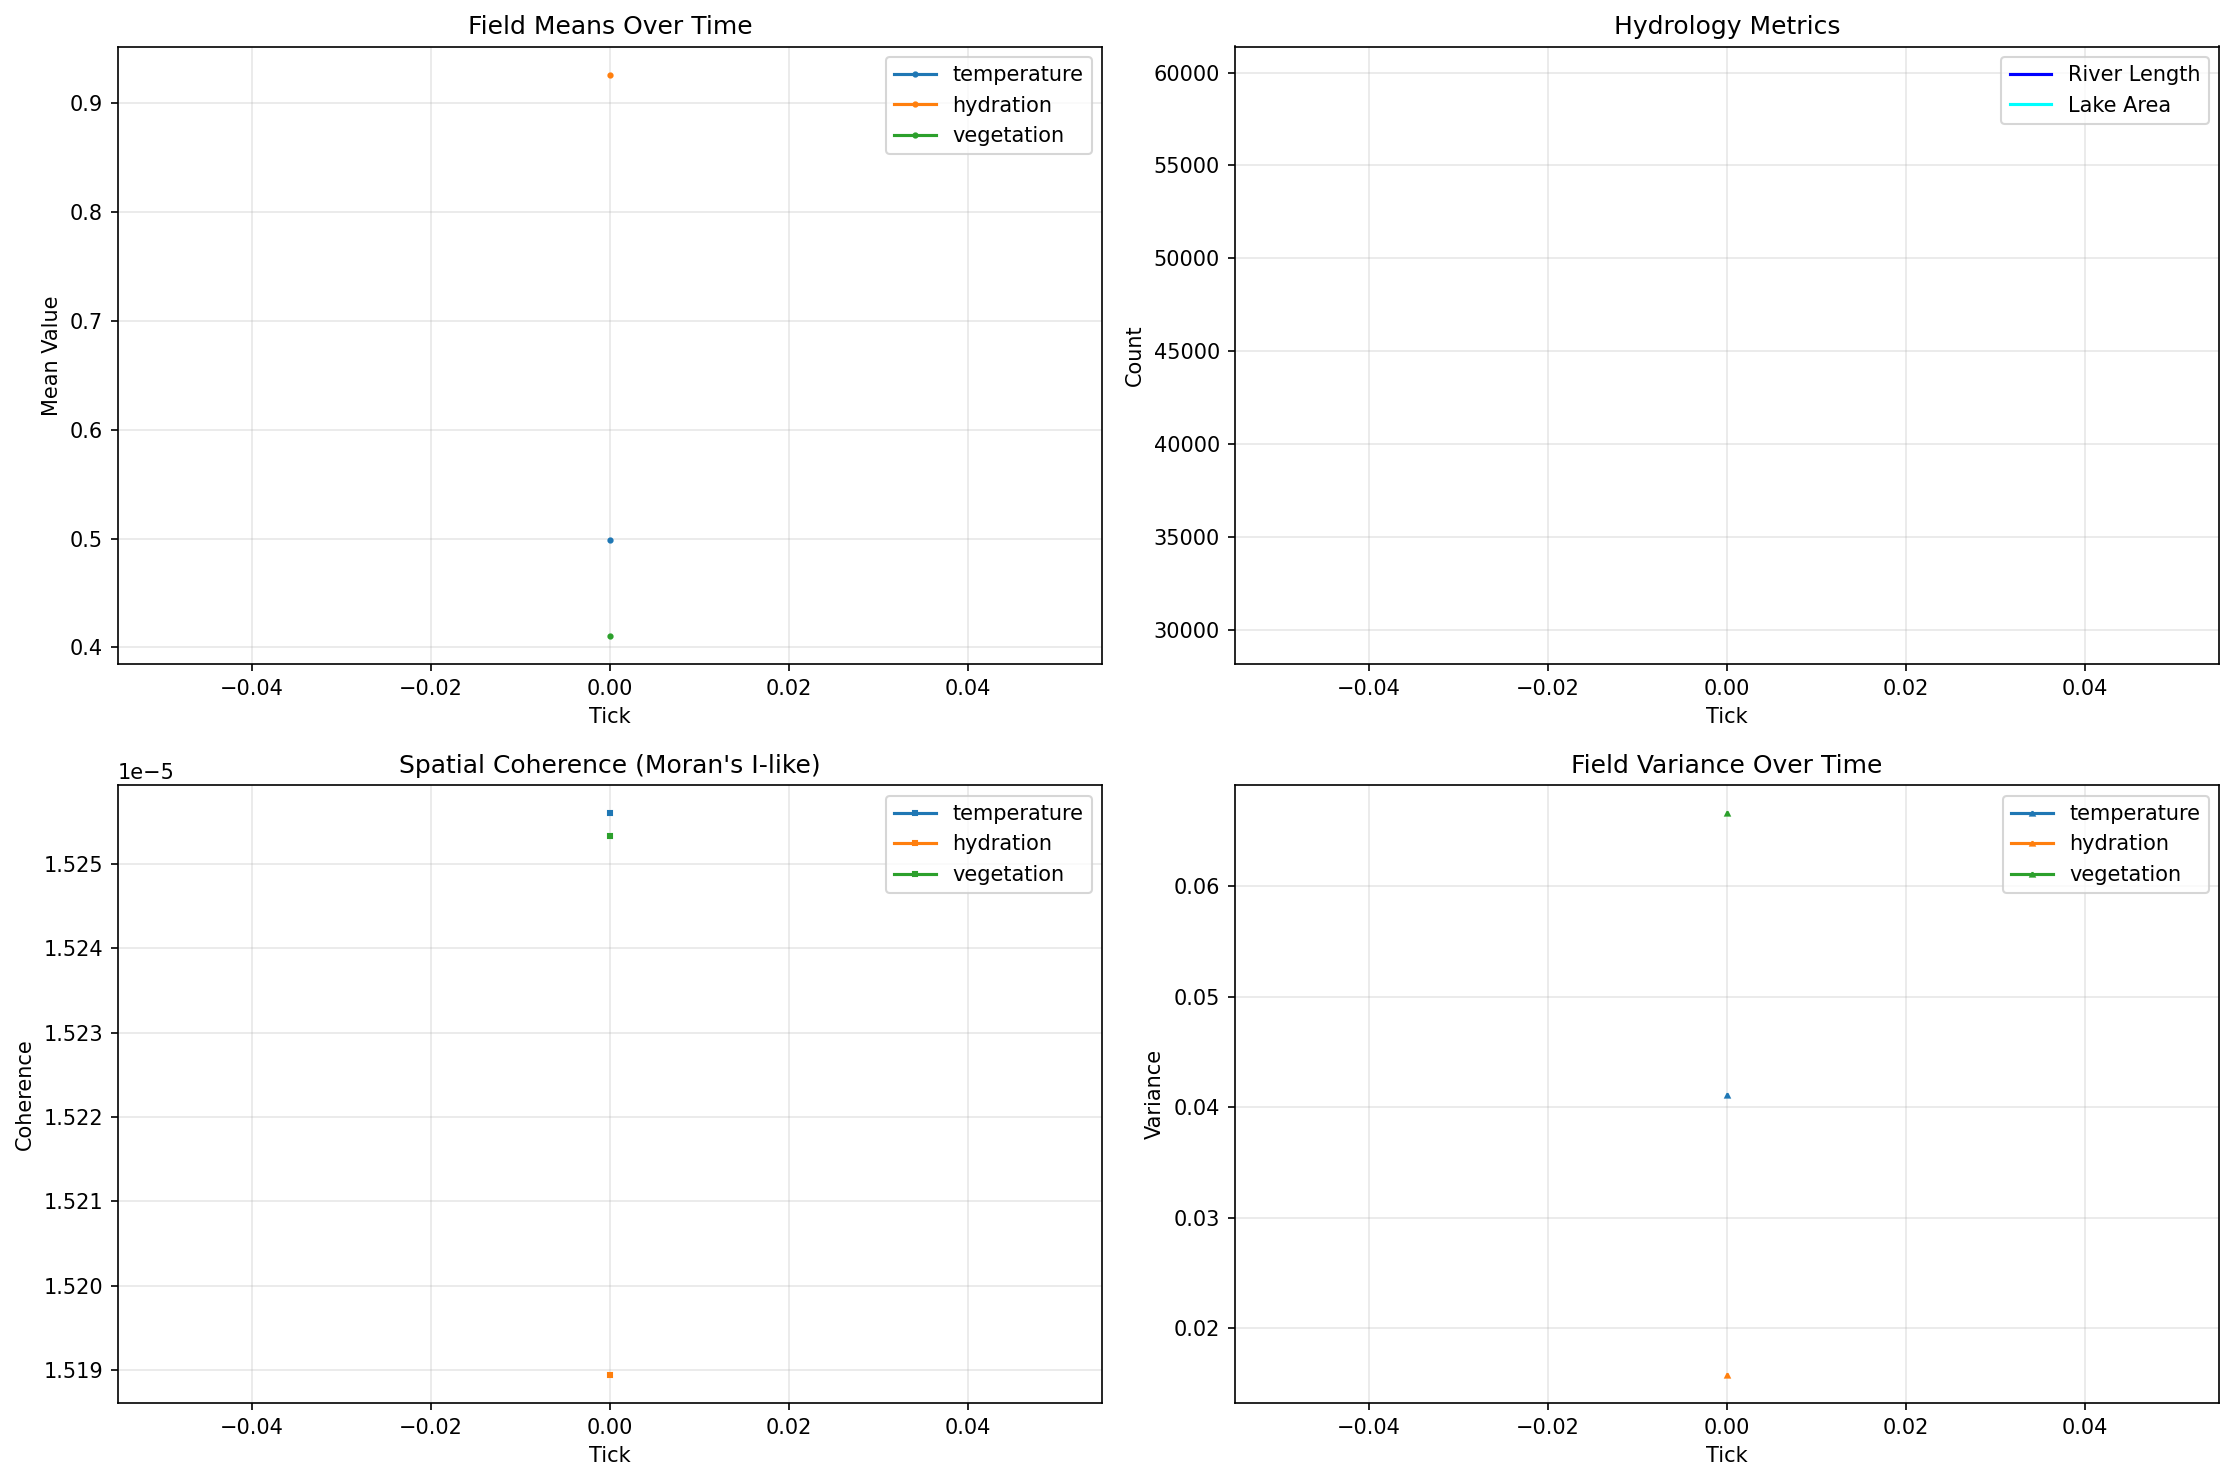 Field Means Over Time
temperature
hydration
vegetation
0.9
0.8
0.7
0.6
0.5
0.4
Mean Value
−0.04 −0.02 0.00 0.02 0.04
Tick
Hydrology Metrics
River Length
Lake Area
60000
55000
50000
45000
40000
35000
30000
Count
−0.04 −0.02 0.00 0.02 0.04
Tick
Spatial Coherence (Moran's I-like)
1e−5
temperature
hydration
vegetation
1.525
1.524
1.523
1.522
1.521
1.520
1.519
Coherence
−0.04 −0.02 0.00 0.02 0.04
Tick
Field Variance Over Time
temperature
hydration
vegetation
0.06
0.05
0.04
0.03
0.02
Variance
−0.04 −0.02 0.00 0.02 0.04
Tick